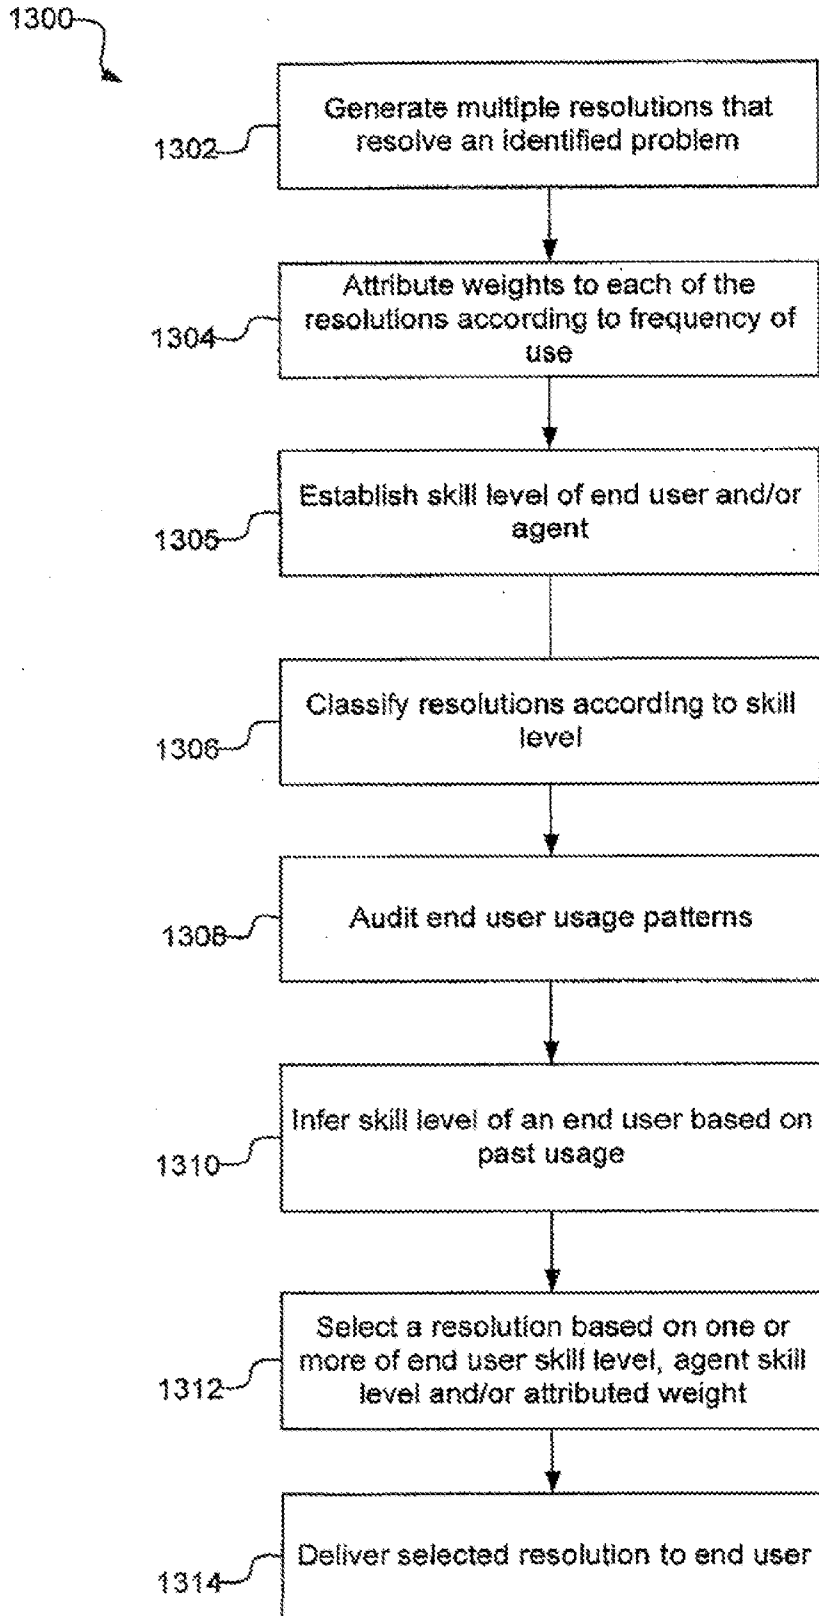 1300
Generate multiple resolutions that
resolve an identified problem
1302
Attribute weights to each of the
resolutions according to frequency of
use
1304
Establish skill level of end user and/or
agent
1305
Classify resolutions according to skill
level
1306
Audit end user usage patterns
1308
Infer skill level of an end user based on
past usage
1310
Select a resolution based on one or
more of end user skill level, agent skill
level and/or attributed weight
1312
Deliver selected resolution to end user
1314